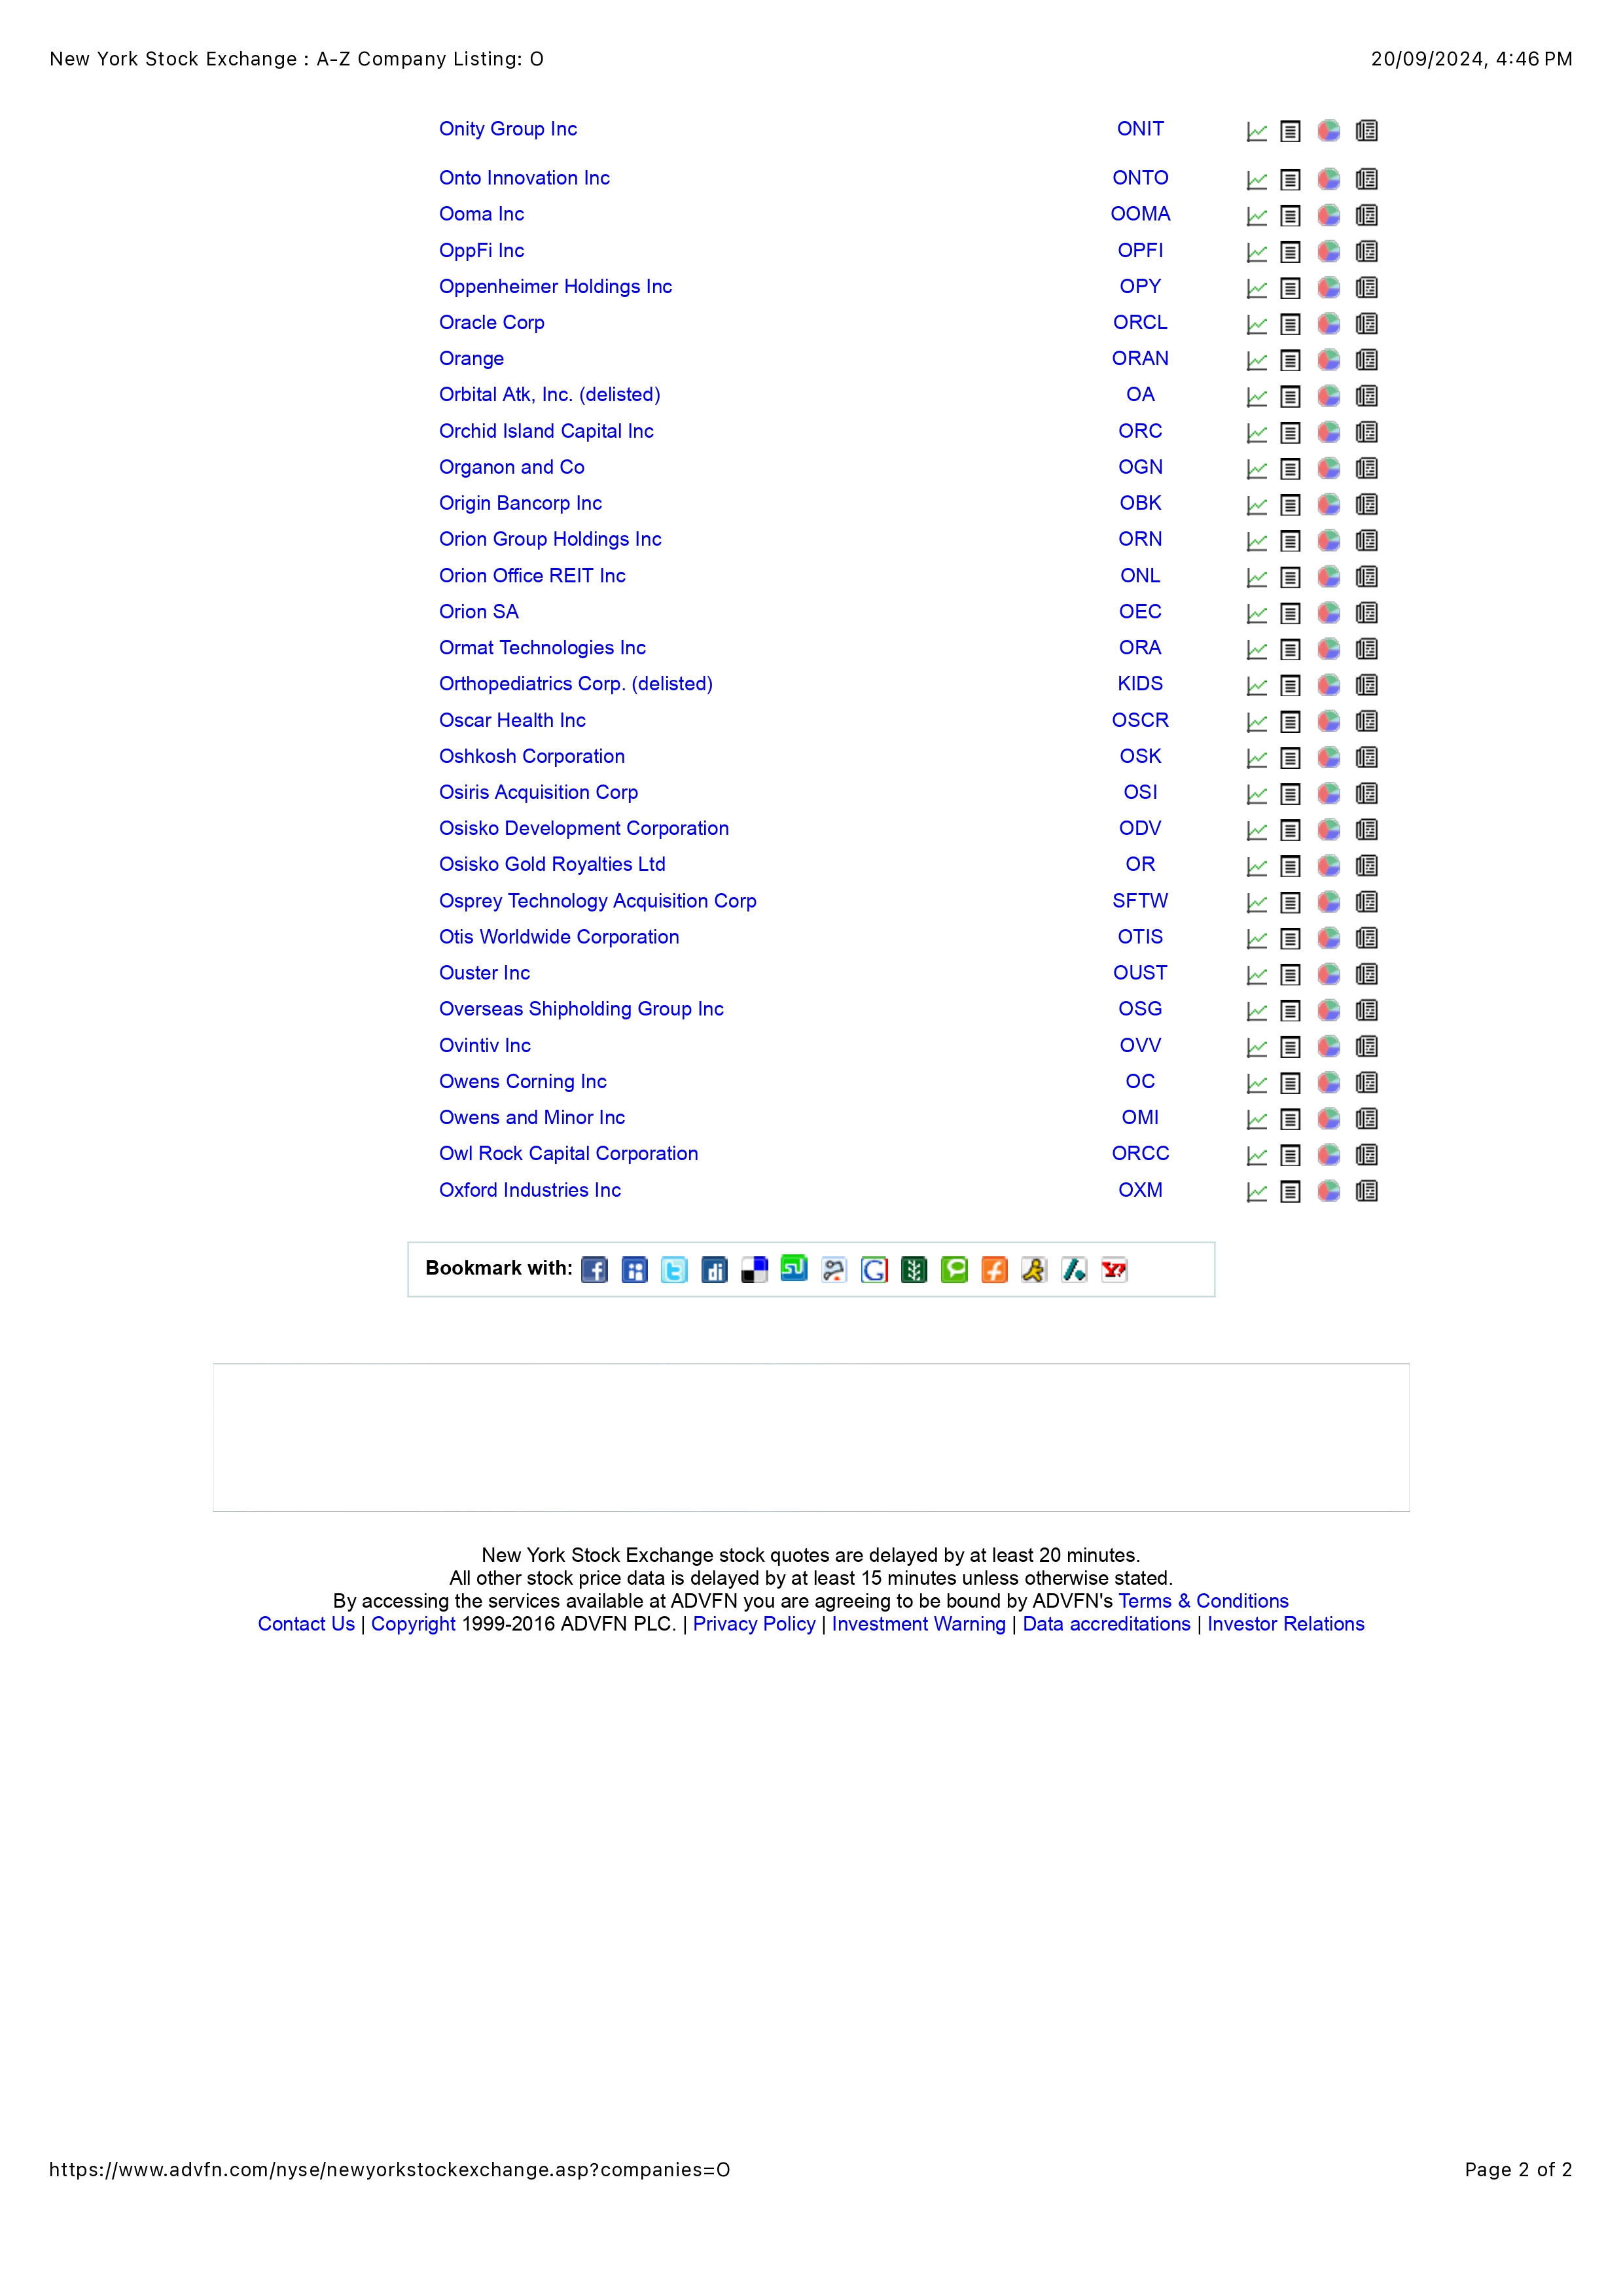 New York Stock Exchange : A-Z Company Listing: O 20/09/2024, 4:46 PM
Onity Group Inc ONIT
Onto Innovation Inc ONTO
Ooma Inc OOMA
OppFi Inc OPFI
Oppenheimer Holdings Inc OPY
Oracle Corp ORCL
Orange ORAN
Orbital Atk, Inc. (delisted) OA
Orchid Island Capital Inc ORC
Organon and Co OGN
Origin Bancorp Inc OBK
Orion Group Holdings Inc ORN
Orion Office REIT Inc ONL
Orion SA OEC
Ormat Technologies Inc ORA
Orthopediatrics Corp. (delisted) KIDS
Oscar Health Inc OSCR
Oshkosh Corporation OSK
Osiris Acquisition Corp OSI
Osisko Development Corporation ODV
Osisko Gold Royalties Ltd OR
Osprey Technology Acquisition Corp SFTW
Otis Worldwide Corporation OTIS
Ouster Inc OUST
Overseas Shipholding Group Inc OSG
Ovintiv Inc OVV
Owens Corning Inc OC
Owens and Minor Inc OMI
Owl Rock Capital Corporation ORCC
Oxford Industries Inc OXM
Bookmark with:
New York Stock Exchange stock quotes are delayed by at least 20 minutes.
All other stock price data is delayed by at least 15 minutes unless otherwise stated.
By accessing the services available at ADVFN you are agreeing to be bound by ADVFN's Terms & Conditions
Contact Us | Copyright 1999-2016 ADVFN PLC. | Privacy Policy | Investment Warning | Data accreditations | Investor Relations
https://www.advfn.com/nyse/newyorkstockexchange.asp?companies=O Page 2 of 2